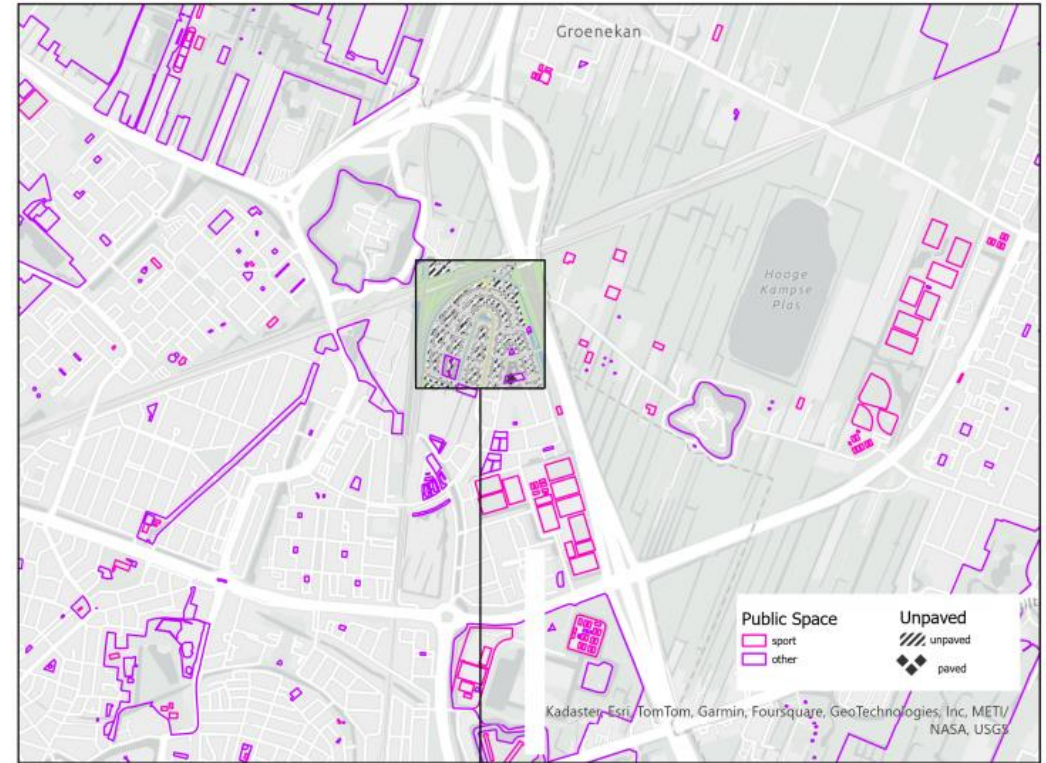 Groenekan
Hooge
Kampse
Plas
Public Space
sport
other
Unpaved
unpaved
paved
Kadaster, Esri, TomTom, Garmin, Foursquare, GeoTechnologies, Inc, METI/
NASA, USGS